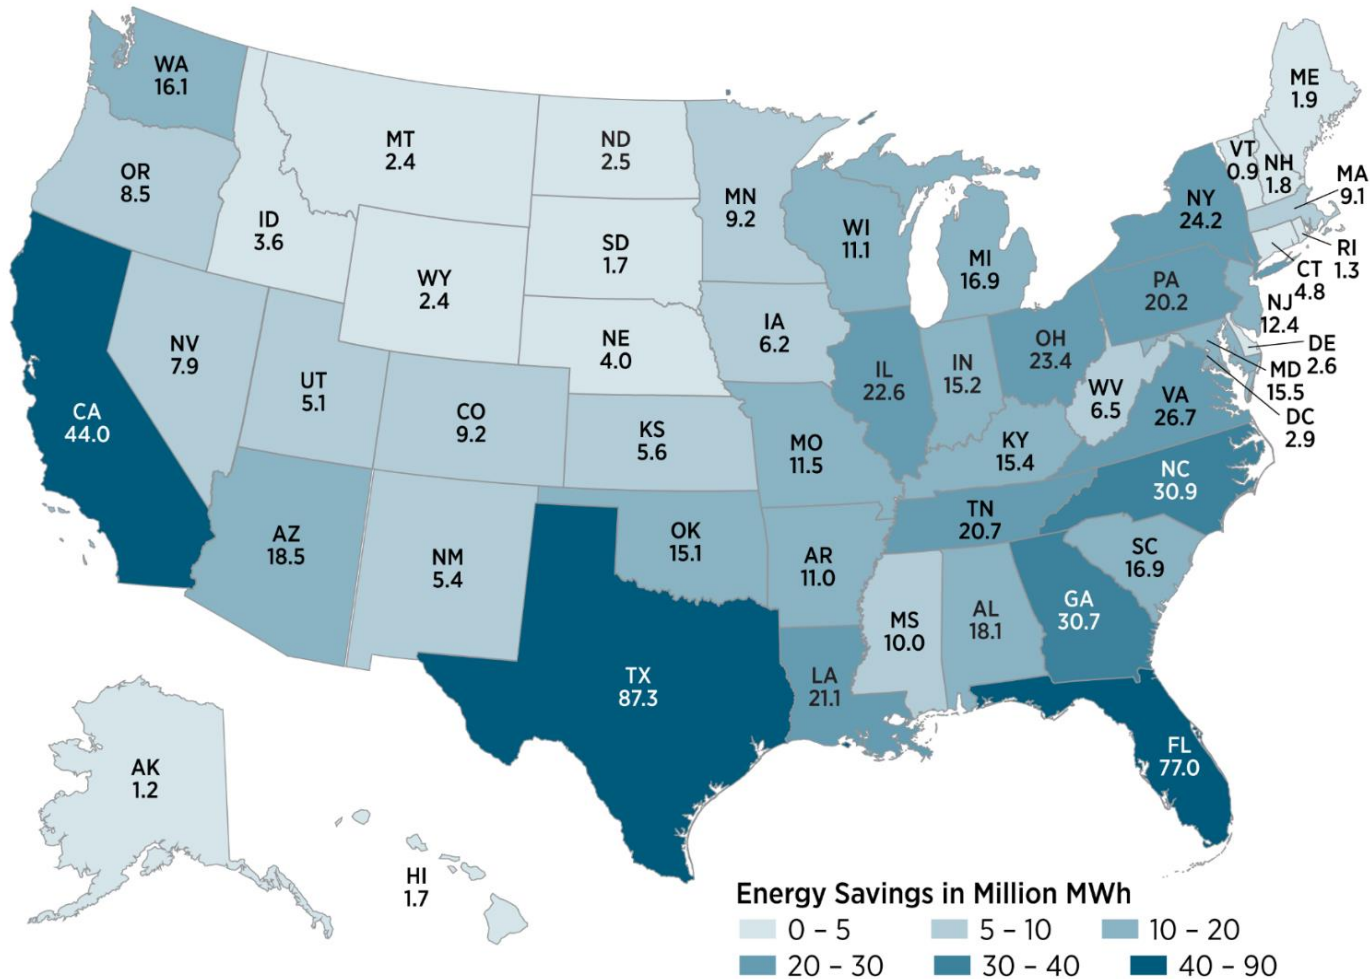 WA
16.1
OR
8.5
CA
44.0
ID
3.6
NV
7.9
MT
2.4
WY
2.4
UT
5.1
CO
9.2
AZ
18.5
NM
5.4
ND
2.5
SD
1.7
NE
4.0
KS
5.6
OK
15.1
TX
87.3
MN
9.2
IA
6.2
MO
11.5
AR
11.0
LA
21.1
WI
11.1
IL
22.6
MI
16.9
IN
15.2
OH
23.4
KY
15.4
TN
20.7
MS
10.0
AL
18.1
GA
30.7
FL
77.0
SC
16.9
NC
30.9
VA
26.7
WV
6.5
PA
20.2
NY
24.2
VT
0.9
NH
1.8
ME
1.9
MA
9.1
RI
1.3
CT
4.8
NJ
12.4
DE
2.6
MD
15.5
DC
2.9
AK
1.2
HI
1.7
Energy Savings in Million MWh
0 – 5
5 – 10
10 – 20
20 – 30
30 – 40
40 – 90